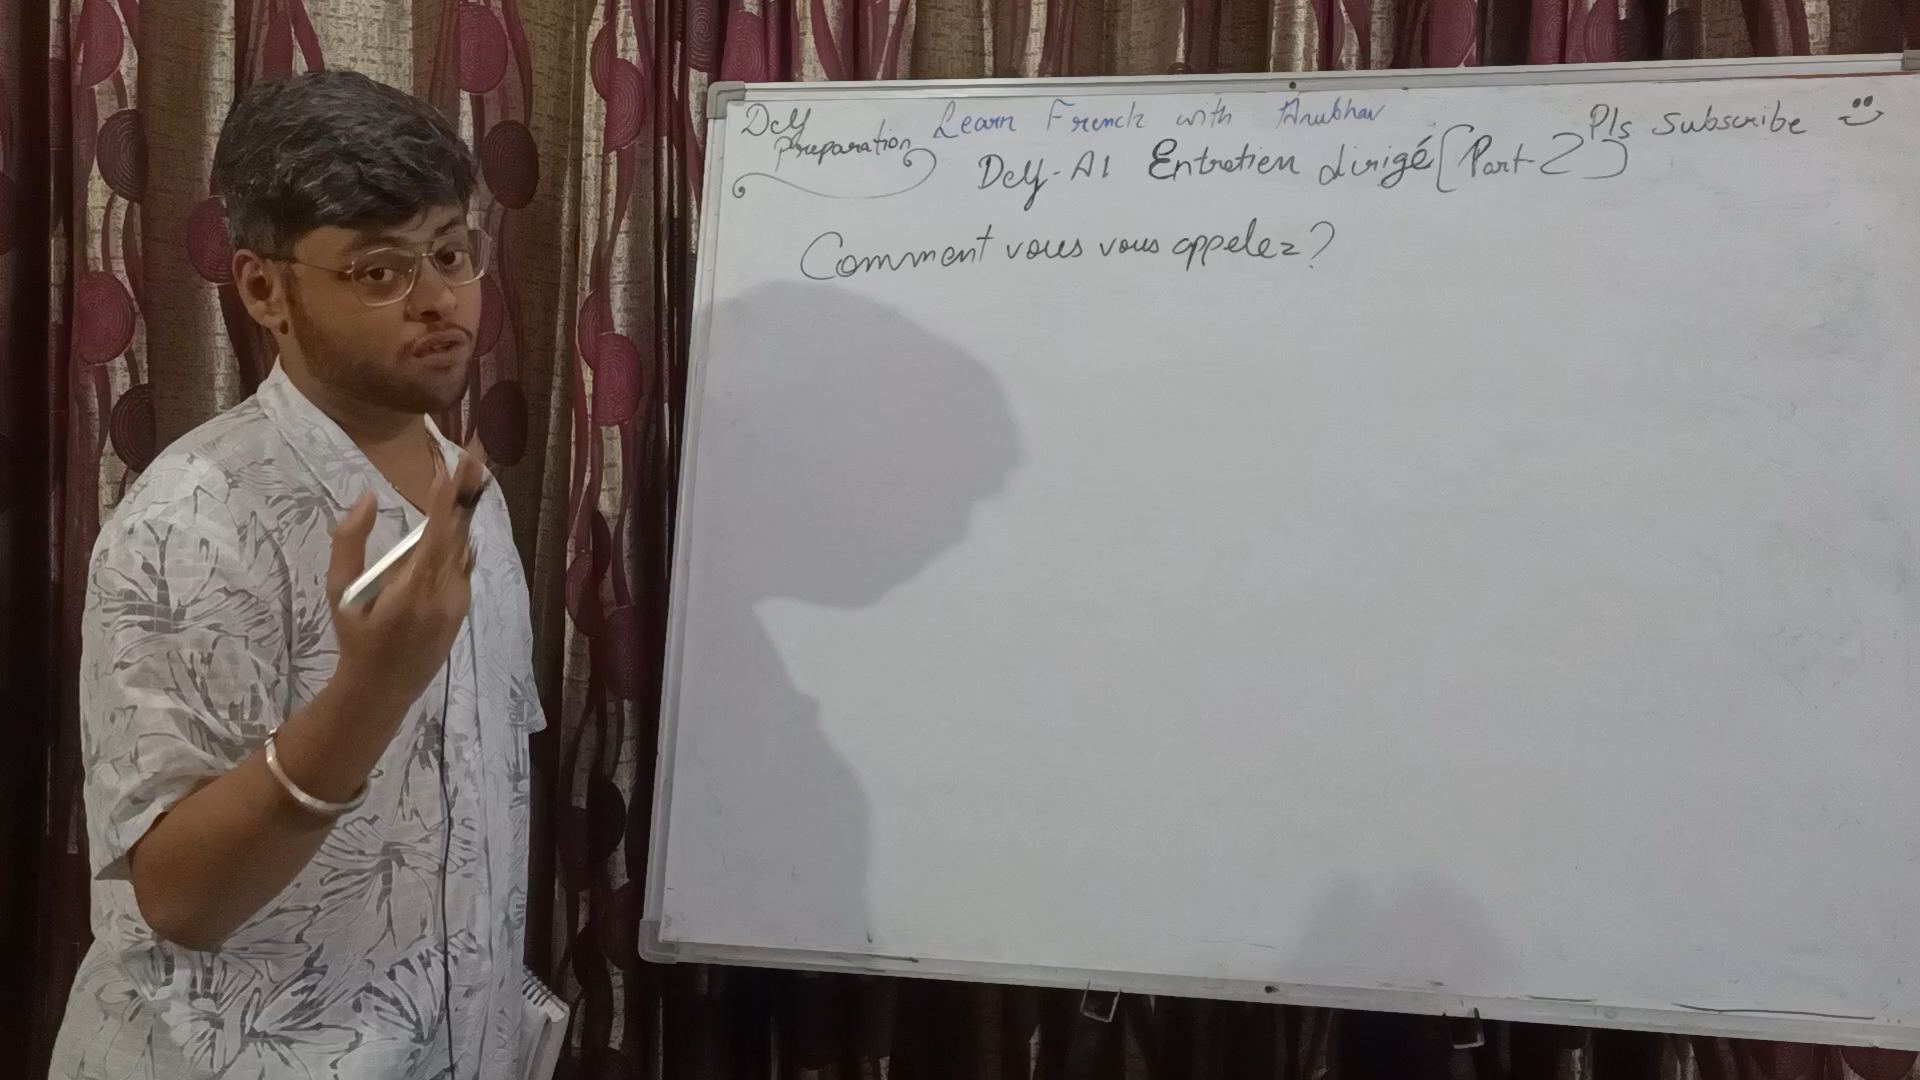 Delf Preparation
Learn French with Anubhav
Pls Subscribe
Delf-A1 Entretien dirigé [Part-2]
Comment vous vous appelez?